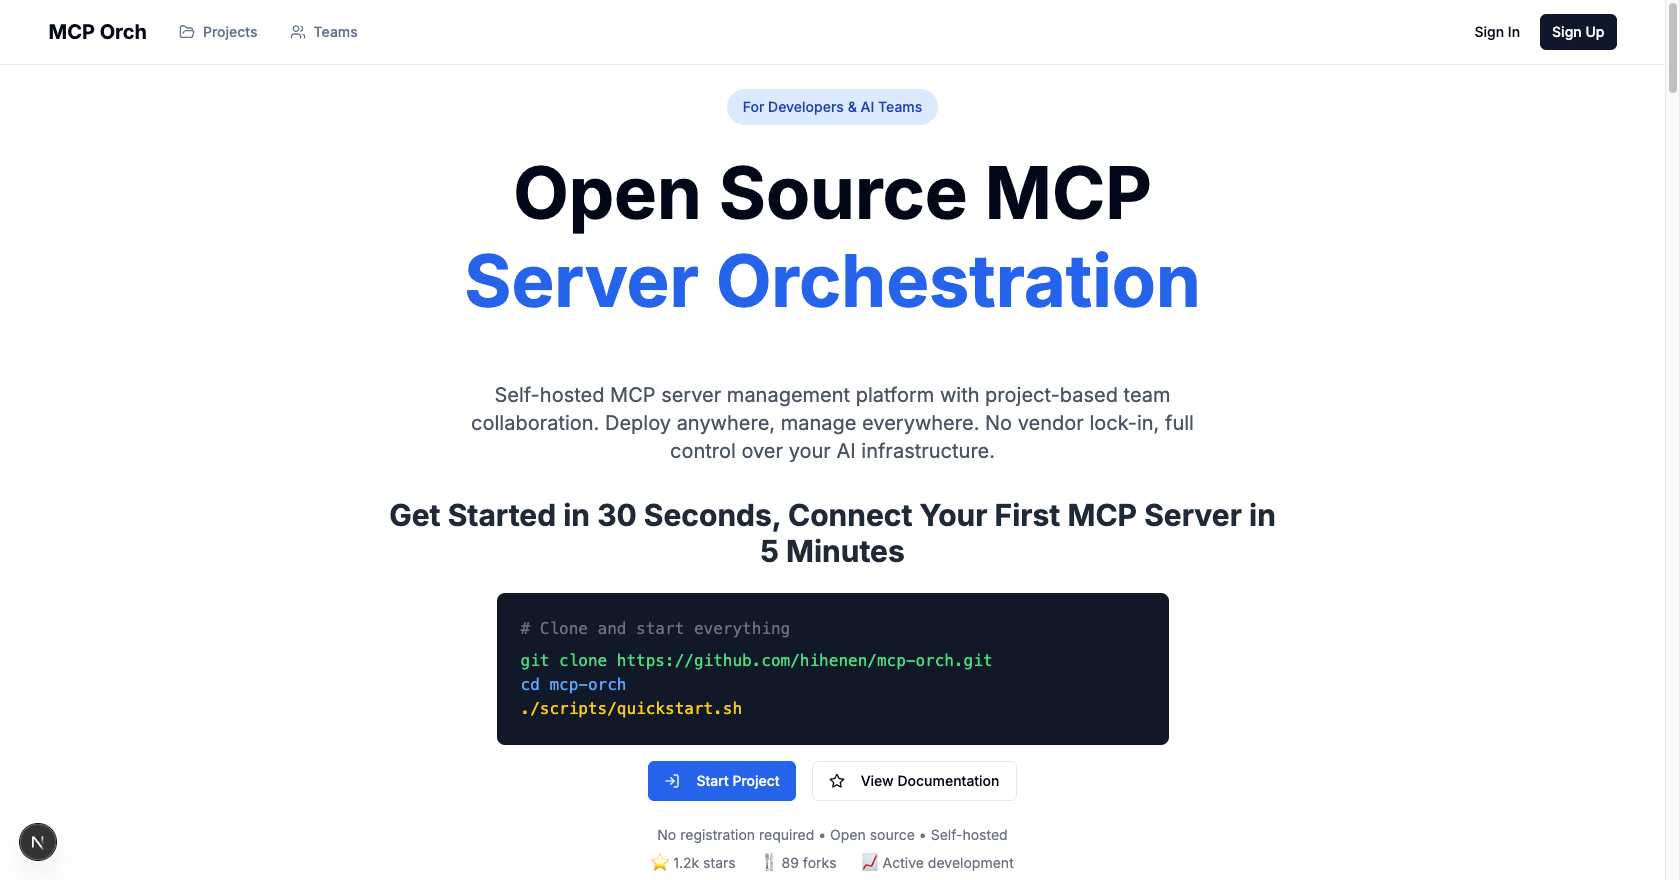 MCP Orch
Projects
Teams
Sign In
Sign Up
For Developers & AI Teams
Open Source MCP
Server Orchestration
Self-hosted MCP server management platform with project-based team
collaboration. Deploy anywhere, manage everywhere. No vendor lock-in, full
control over your AI infrastructure.
Get Started in 30 Seconds, Connect Your First MCP Server in
5 Minutes
# Clone and start everything
git clone https://github.com/hihenen/mcp-orch.git
cd mcp-orch
./scripts/quickstart.sh
Start Project
View Documentation
No registration required • Open source • Self-hosted
⭐ 1.2k stars
🍴 89 forks
📈 Active development
N